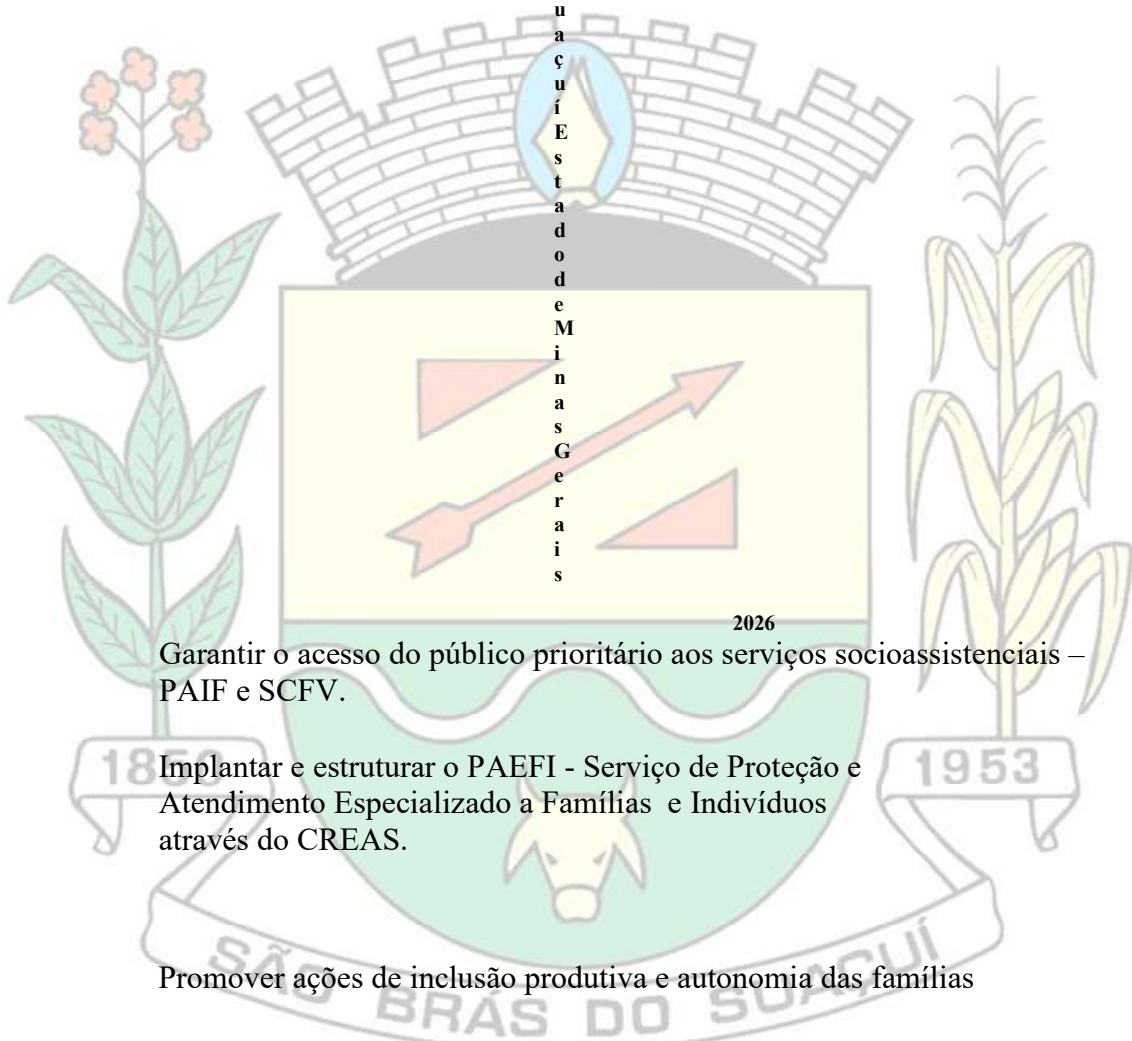 u
a
ç
u
í
E
s
t
a
d
o
d
e
M
i
n
a
s
G
e
r
a
i
s
2026
Garantir o acesso do público prioritário aos serviços socioassistenciais –
PAIF e SCFV.
Implantar e estruturar o PAEFI - Serviço de Proteção e
Atendimento Especializado a Famílias e Indivíduos
através do CREAS.
1953
Promover ações de inclusão produtiva e autonomia das famílias
SÃO BRÁS DO SUAÇUÍ